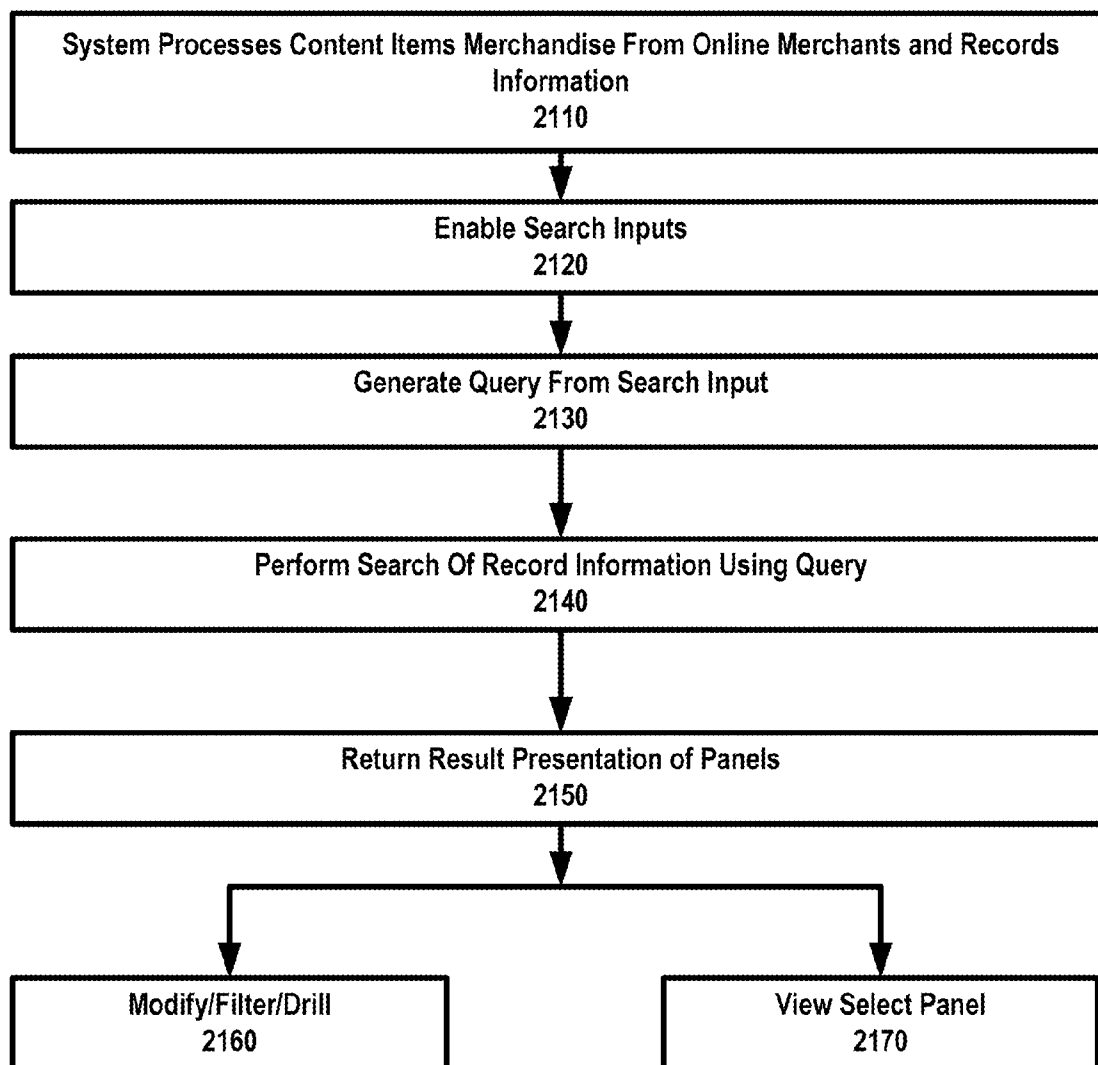 System Processes Content Items Merchandise From Online Merchants and Records
Information
2110
Enable Search Inputs
2120
Generate Query From Search Input
2130
Perform Search Of Record Information Using Query
2140
Return Result Presentation of Panels
2150
Modify/Filter/Drill
2160
View Select Panel
2170